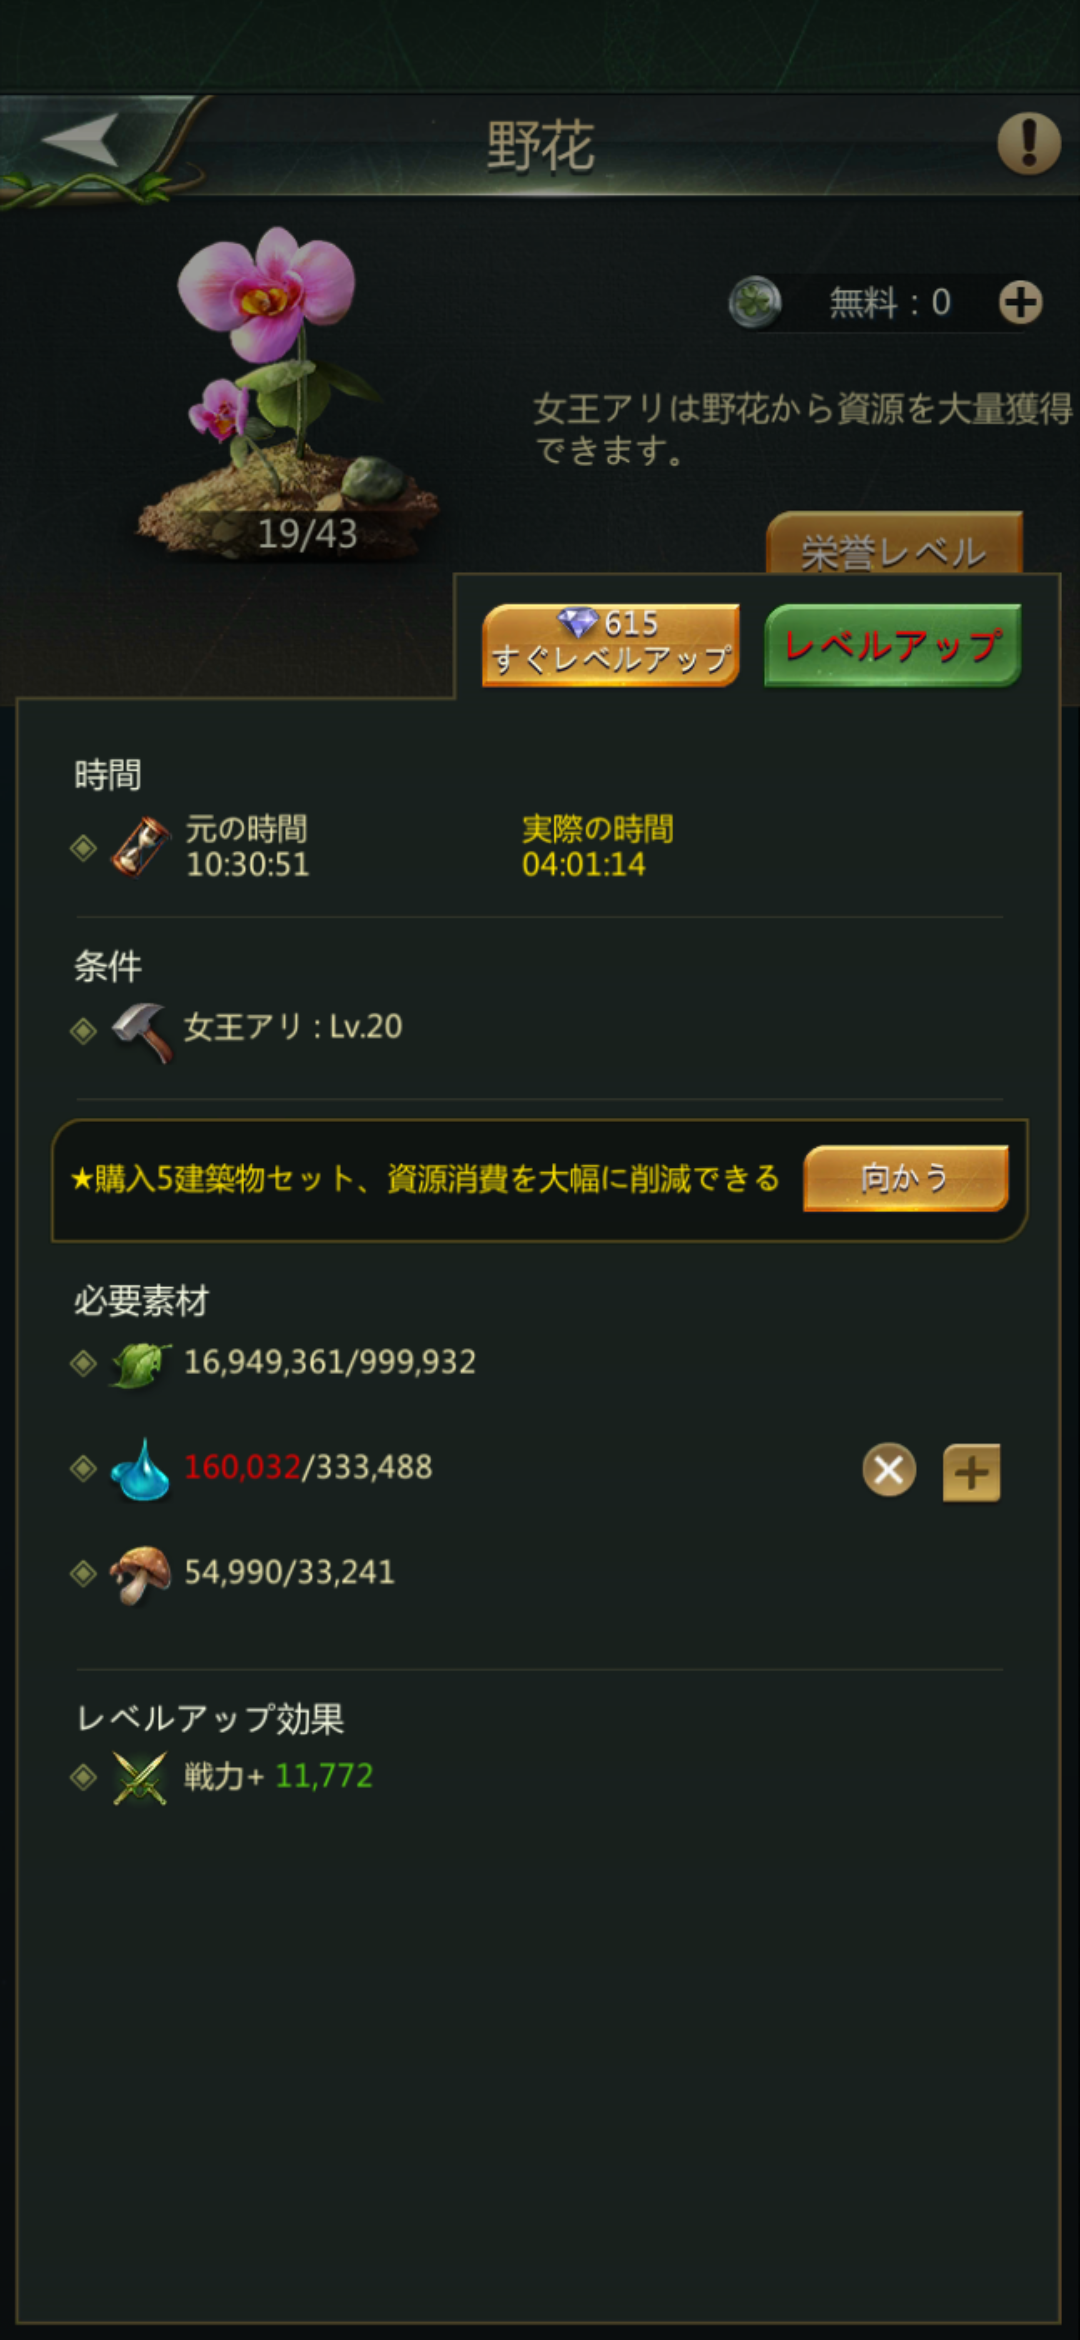 野花
無料：0
女王アリは野花から資源を大量獲得
できます。
19/43
栄誉レベル
615
すぐレベルアップ
レベルアップ
時間
元の時間 実際の時間
10:30:51 04:01:14
条件
女王アリ : Lv.20
★購入5建築物セット、資源消費を大幅に削減できる 向かう
必要素材
16,949,361/999,932
160,032/333,488
54,990/33,241
レベルアップ効果
戦力+ 11,772